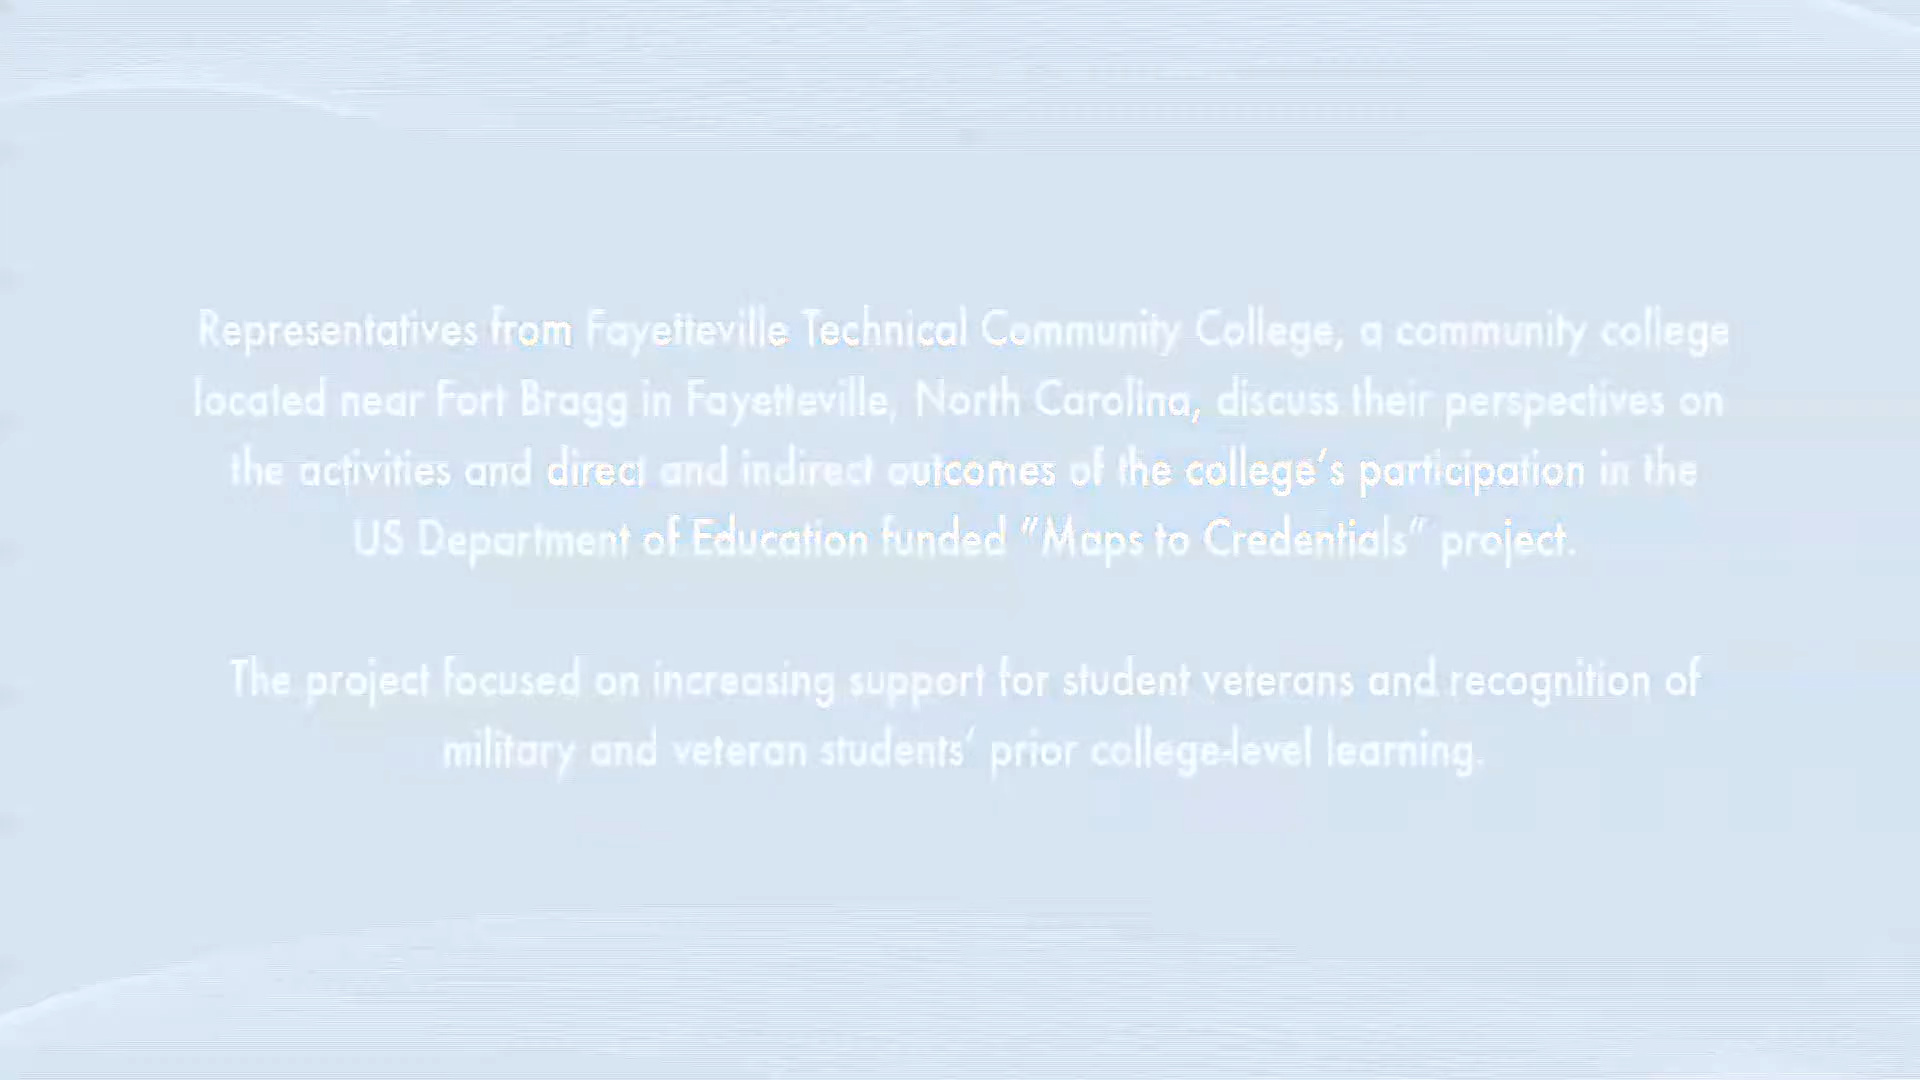 Representatives from Fayetteville Technical Community College, a community college
located near Fort Bragg in Fayetteville, North Carolina, discuss their perspectives on
the activities and direct and indirect outcomes of the college’s participation in the
US Department of Education funded “Maps to Credentials” project.
The project focused on increasing support for student veterans and recognition of
military and veteran students’ prior college-level learning.